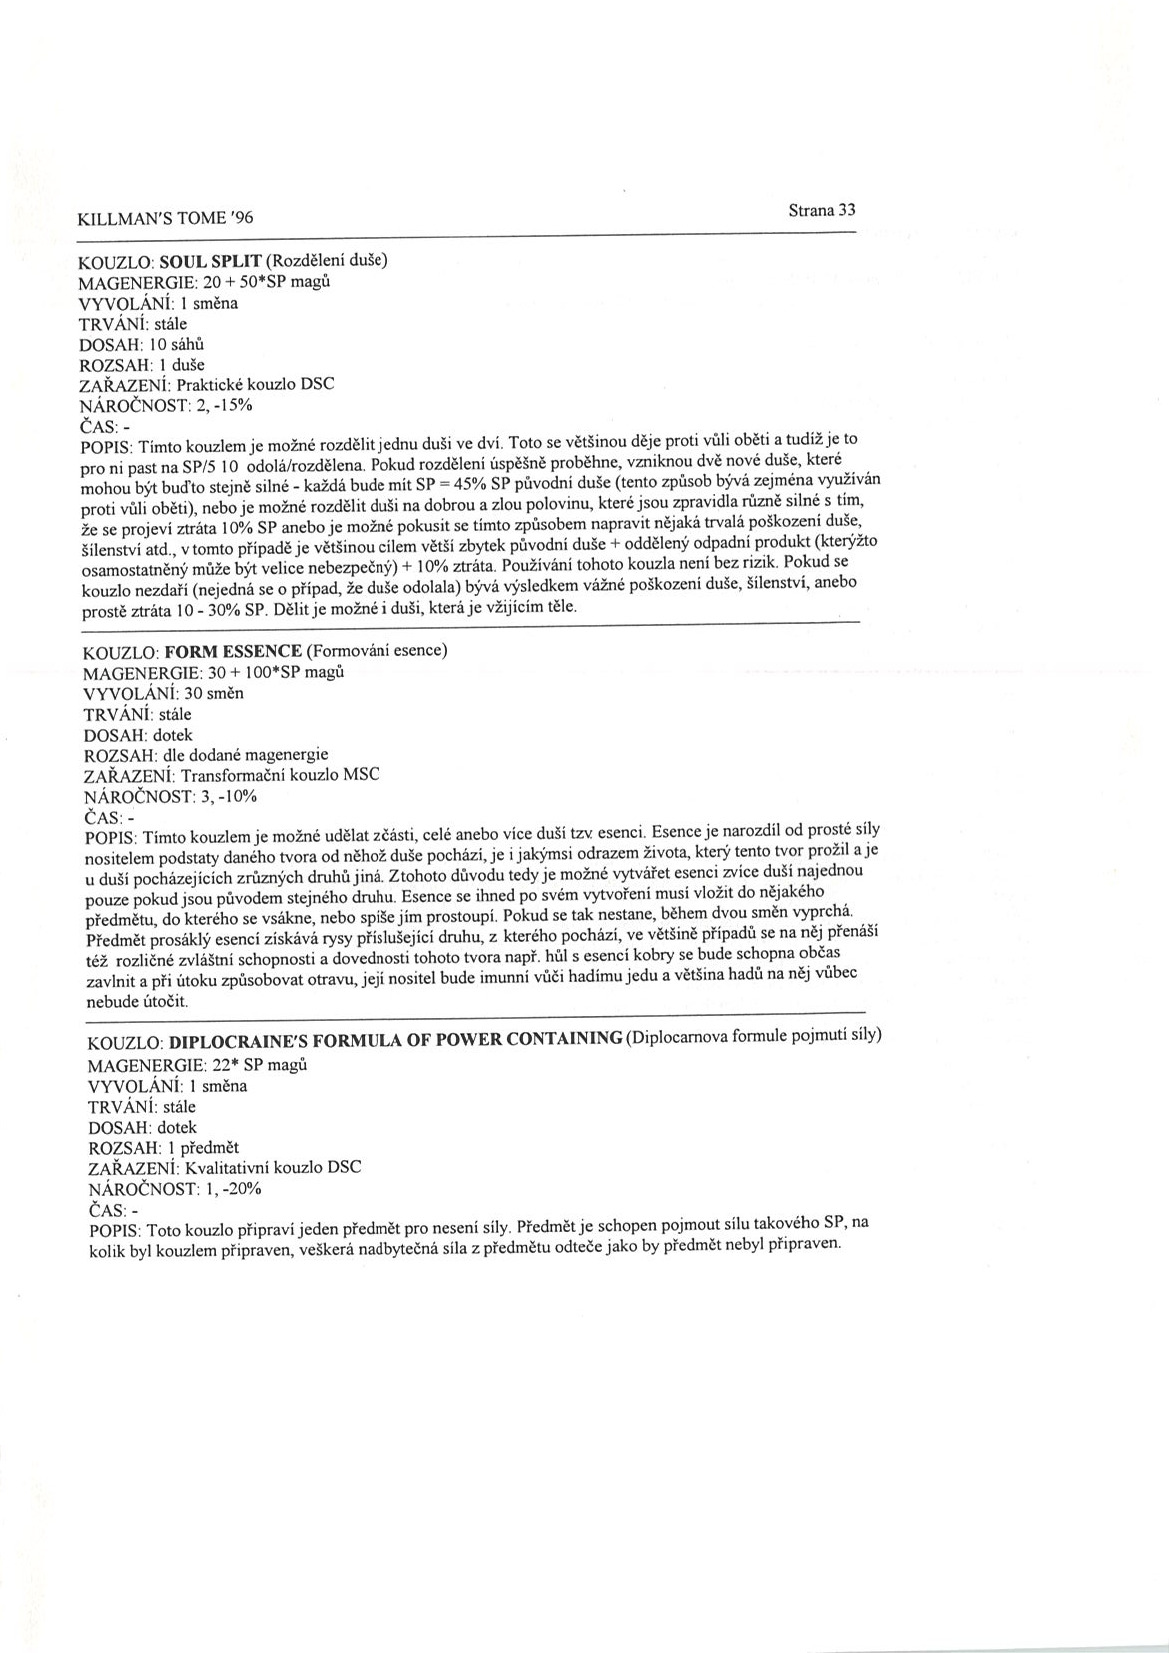 KILLMAN'S TOME '96
Strana 33
KOUZLO: SOUL SPLIT (Rozdělení duše)
MAGENERGIE: 20 + 50*SP magů
VYVOLÁNÍ: 1 směna
TRVÁNÍ: stále
DOSAH: 10 sáhů
ROZSAH: 1 duše
ZAŘAZENÍ: Praktické kouzlo DSC
NÁROČNOST: 2, -15%
ČAS: -
POPIS: Tímto kouzlem je možné rozdělit jednu duši ve dví. Toto se většinou děje proti vůli oběti a tudíž je to
pro ni past na SP/5 10 odolá/rozdělena. Pokud rozdělení úspěšně proběhne, vzniknou dvě nové duše, které
mohou být buďto stejně silné - každá bude mít SP = 45% SP původní duše (tento způsob bývá zejména využíván
proti vůli oběti), nebo je možné rozdělit duši na dobrou a zlou polovinu, které jsou zpravidla různě silné s tím,
že se projeví ztráta 10% SP anebo je možné pokusit se tímto způsobem napravit nějaká trvalá poškození duše,
šílenství atd., v tomto případě je většinou cílem větší zbytek původní duše + oddělený odpadní produkt (kterýžto
osamostatněný může být velice nebezpečný) + 10% ztráta. Používání tohoto kouzla není bez rizik. Pokud se
kouzlo nezdaří (nejedná se o případ, že duše odolala) bývá výsledkem vážné poškození duše, šílenství, anebo
prostě ztráta 10 - 30% SP. Dělit je možné i duši, která je vžijícím těle.
KOUZLO: FORM ESSENCE (Formování esence)
MAGENERGIE: 30 + 100*SP magů
VYVOLÁNÍ: 30 směn
TRVÁNÍ: stále
DOSAH: dotek
ROZSAH: dle dodané magenergie
ZAŘAZENÍ: Transformační kouzlo MSC
NÁROČNOST: 3, -10%
ČAS: -
POPIS: Tímto kouzlem je možné udělat zčásti, celé anebo více duší tzv. esenci. Esence je narozdíl od prosté síly
nositelem podstaty daného tvora od něhož duše pochází, je i jakýmsi odrazem života, který tento tvor prožil a je
u duší pocházejících zrůzných druhů jiná. Ztohoto důvodu tedy je možné vytvářet esenci zvíce duší najednou
pouze pokud jsou původem stejného druhu. Esence se ihned po svém vytvoření musí vložit do nějakého
předmětu, do kterého se vsákne, nebo spíše jím prostoupí. Pokud se tak nestane, během dvou směn vyprchá.
Předmět prosáklý esencí získává rysy příslušející druhu, z kterého pochází, ve většině případů se na něj přenáší
též rozličné zvláštní schopnosti a dovednosti tohoto tvora např. hůl s esencí kobry se bude schopna občas
zavlnit a při útoku způsobovat otravu, její nositel bude imunní vůči hadímu jedu a většina hadů na něj vůbec
nebude útočit.
KOUZLO: DIPLOCRAINE'S FORMULA OF POWER CONTAINING (Diplocarnova formule pojmutí síly)
MAGENERGIE: 22* SP magů
VYVOLÁNÍ: 1 směna
TRVÁNÍ: stále
DOSAH: dotek
ROZSAH: 1 předmět
ZAŘAZENÍ: Kvalitativní kouzlo DSC
NÁROČNOST: 1, -20%
ČAS: -
POPIS: Toto kouzlo připraví jeden předmět pro nesení síly. Předmět je schopen pojmout sílu takového SP, na
kolik byl kouzlem připraven, veškerá nadbytečná síla z předmětu odteče jako by předmět nebyl připraven.